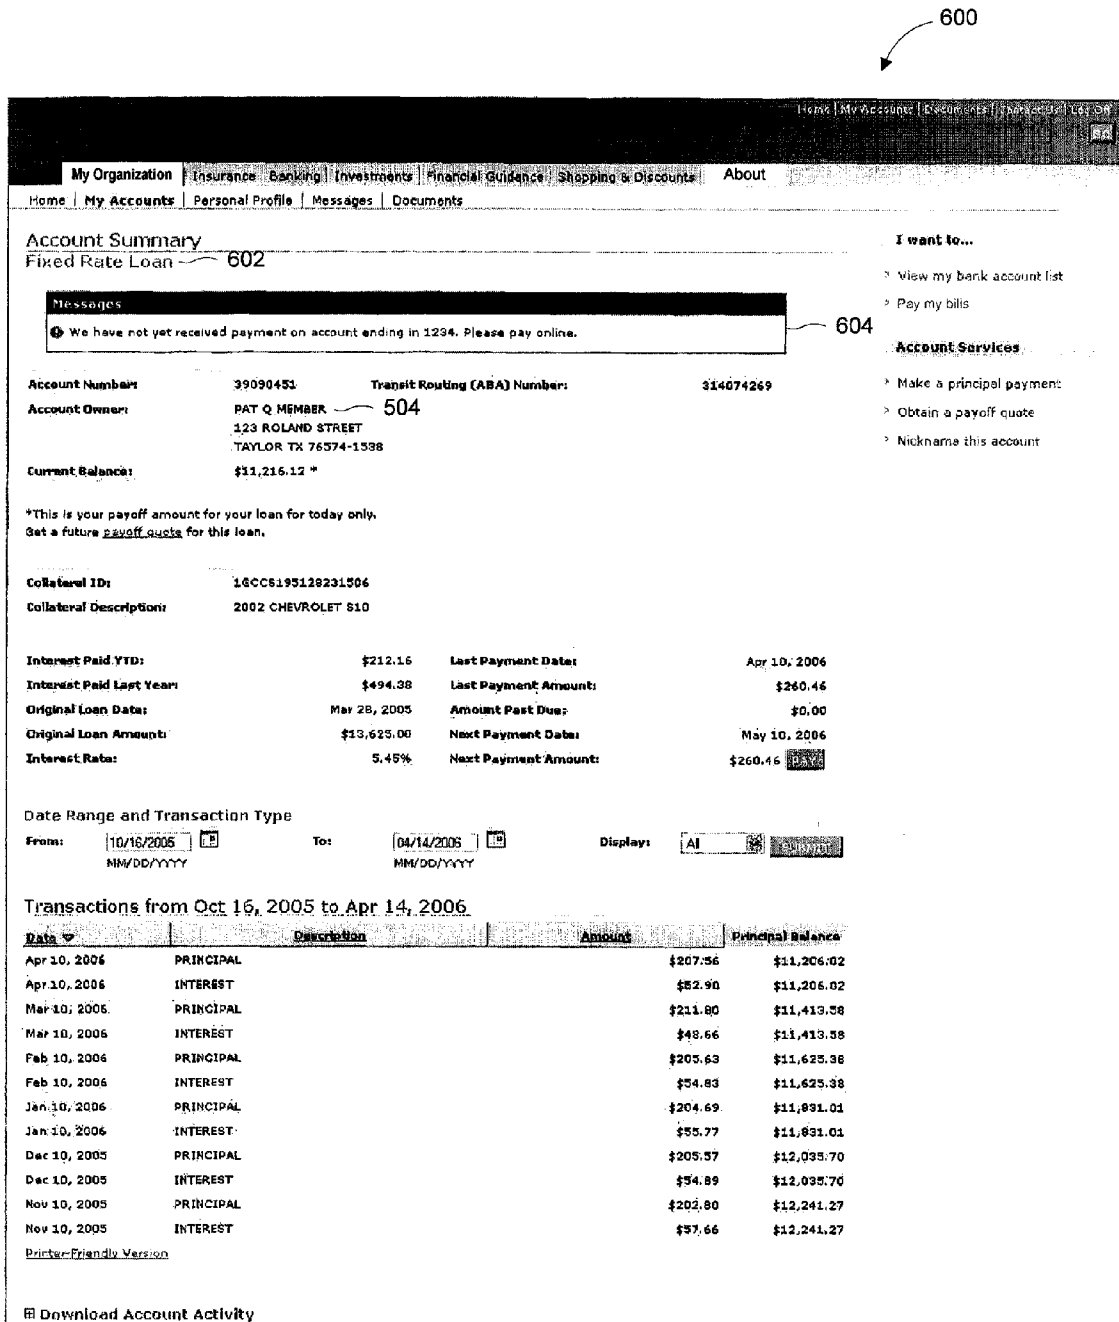 600
Home | My Accounts | Documents | Contact Us | Log Off
GO
My Organization | Insurance | Banking | Investments | Financial Guidance | Shopping & Discounts About
Home | My Accounts | Personal Profile | Messages | Documents
Account Summary
Fixed Rate Loan 602
Messages
We have not yet received payment on account ending in 1234. Please pay online.
604
I want to...
> View my bank account list
> Pay my bills
Account Services
> Make a principal payment
> Obtain a payoff quote
> Nickname this account
Account Number: 39090451 Transit Routing (ABA) Number: 314074269
Account Owner: PAT Q MEMBER 504
123 ROLAND STREET
TAYLOR TX 76574-1538
Current Balance: $11,216.12 *
*This is your payoff amount for your loan for today only.
Get a future payoff quote for this loan.
Collateral ID: 1GCCS195128231506
Collateral Description: 2002 CHEVROLET S10
Interest Paid YTD: $212.16 Last Payment Date: Apr 10, 2006
Interest Paid Last Year: $494.38 Last Payment Amount: $260.46
Original Loan Date: Mar 28, 2005 Amount Past Due: $0.00
Original Loan Amount: $13,625.00 Next Payment Date: May 10, 2006
Interest Rate: 5.45% Next Payment Amount: $260.46 PAY
Date Range and Transaction Type
From: 10/16/2005 To: 04/14/2006 Display: All SUBMIT
MM/DD/YYYY MM/DD/YYYY
Transactions from Oct 16, 2005 to Apr 14, 2006
Date Description Amount Principal Balance
Apr 10, 2006 PRINCIPAL $207.56 $11,206.02
Apr 10, 2006 INTEREST $52.90 $11,206.02
Mar 10, 2006 PRINCIPAL $211.80 $11,413.58
Mar 10, 2006 INTEREST $48.66 $11,413.58
Feb 10, 2006 PRINCIPAL $205.63 $11,625.38
Feb 10, 2006 INTEREST $54.83 $11,625.38
Jan 10, 2006 PRINCIPAL $204.69 $11,831.01
Jan 10, 2006 INTEREST $55.77 $11,831.01
Dec 10, 2005 PRINCIPAL $205.57 $12,035.70
Dec 10, 2005 INTEREST $54.89 $12,035.70
Nov 10, 2005 PRINCIPAL $202.80 $12,241.27
Nov 10, 2005 INTEREST $57.66 $12,241.27
Printer-Friendly Version
Download Account Activity